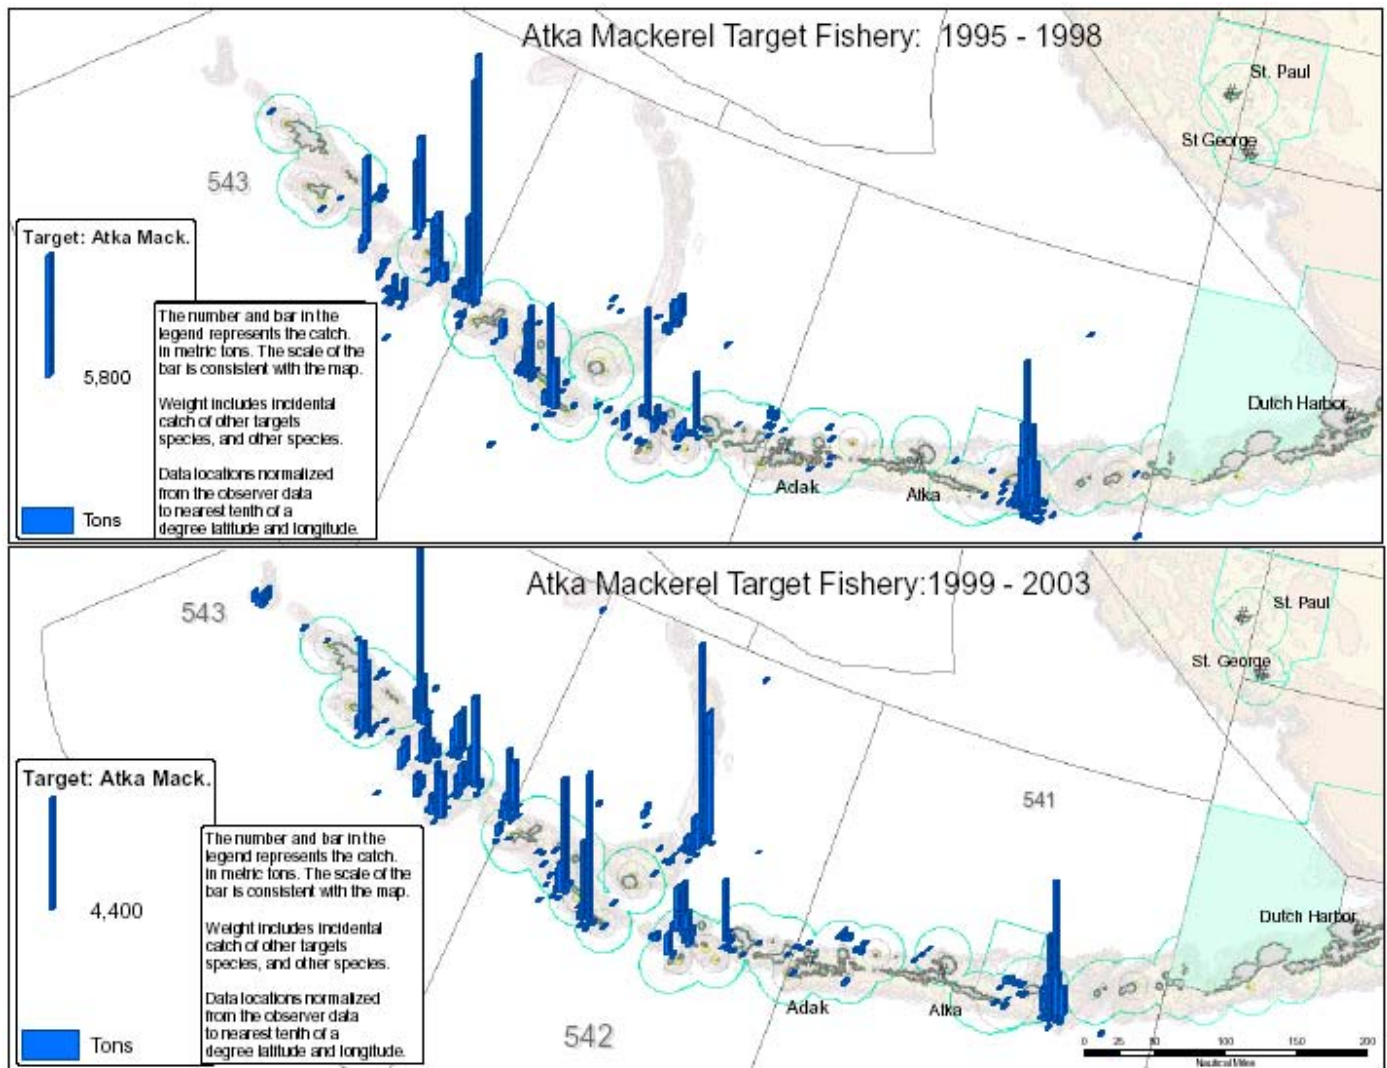 Atka Mackerel Target Fishery: 1995 - 1998
St. Paul
St George
543
Target: Atka Mack.
5,800
The number and bar in the
legend represents the catch.
in metric tons. The scale of the
bar is consistent with the map.
Weight includes incidental
catch of other targets
species, and other species.
Data locations normalized
from the observer data
to nearest tenth of a
degree latitude and longitude.
Tons
Dutch Harbor
Adak
Atka
Atka Mackerel Target Fishery:1999 - 2003
543
St. Paul
St. George
Target: Atka Mack.
4,400
The number and bar in the
legend represents the catch.
in metric tons. The scale of the
bar is consistent with the map.
Weight includes incidental
catch of other targets
species, and other species.
Data locations normalized
from the observer data
to nearest tenth of a
degree latitude and longitude.
Tons
541
Dutch Harbor
Adak
Atka
542
0 25 50 100 150 200
Nautical Miles